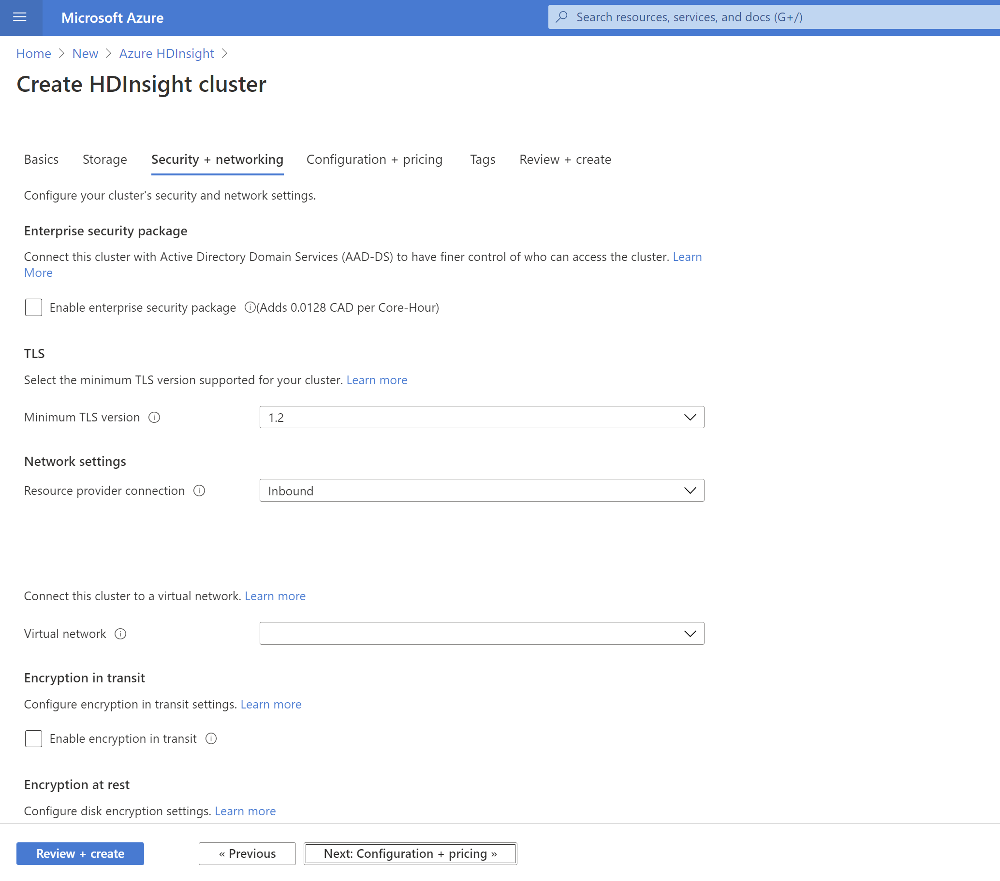 Microsoft Azure
Search resources, services, and docs (G+/)
Home > New > Azure HDInsight >
Create HDInsight cluster
Basics Storage Security + networking Configuration + pricing Tags Review + create
Configure your cluster's security and network settings.
Enterprise security package
Connect this cluster with Active Directory Domain Services (AAD-DS) to have finer control of who can access the cluster. Learn
More
Enable enterprise security package (Adds 0.0128 CAD per Core-Hour)
TLS
Select the minimum TLS version supported for your cluster. Learn more
Minimum TLS version 1.2
Network settings
Resource provider connection Inbound
Connect this cluster to a virtual network. Learn more
Virtual network
Encryption in transit
Configure encryption in transit settings. Learn more
Enable encryption in transit
Encryption at rest
Configure disk encryption settings. Learn more
Review + create « Previous Next: Configuration + pricing »